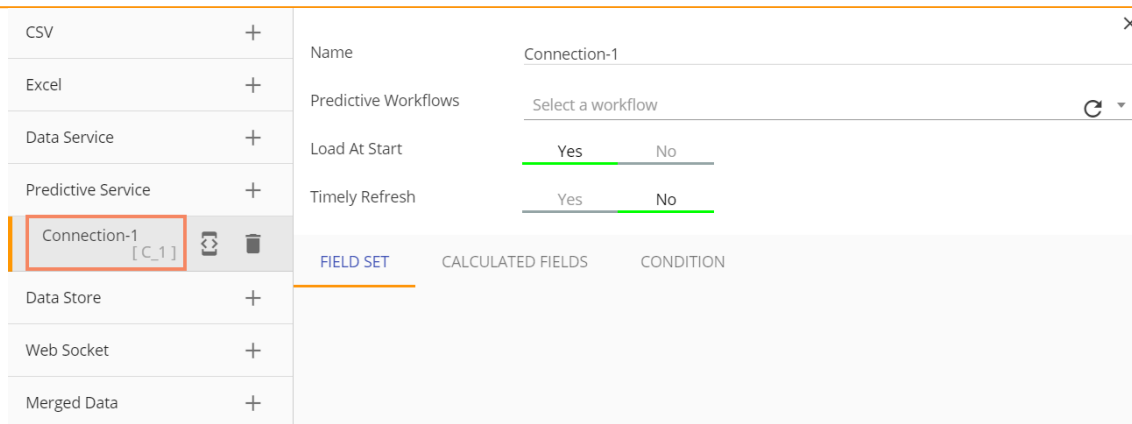 CSV
Excel
Data Service
Predictive Service
Connection-1
[ C_1 ]
Data Store
Web Socket
Merged Data
Name
Connection-1
Predictive Workflows
Select a workflow
Load At Start
Yes No
Timely Refresh
Yes No
FIELD SET CALCULATED FIELDS CONDITION